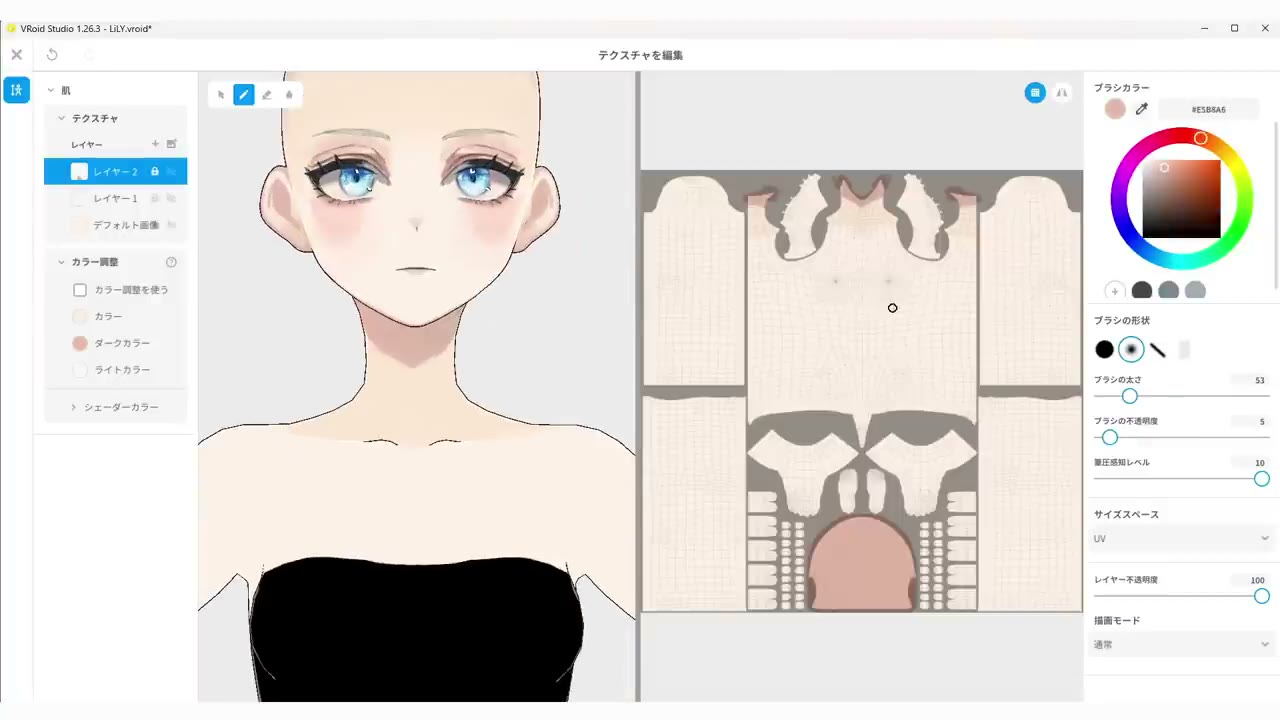 VRoid Studio 1.26.3 - LiLY.vroid*
テクスチャを編集
肌
テクスチャ
レイヤー
レイヤー 2
レイヤー 1
デフォルト画像
カラー調整
カラー調整を使う
カラー
ダークカラー
ライトカラー
シェーダーカラー
ブラシカラー
#E5B8A6
ブラシの形状
ブラシの太さ 53
ブラシの不透明度 5
筆圧感知レベル 10
サイズスペース
UV
レイヤー不透明度 100
描画モード
通常